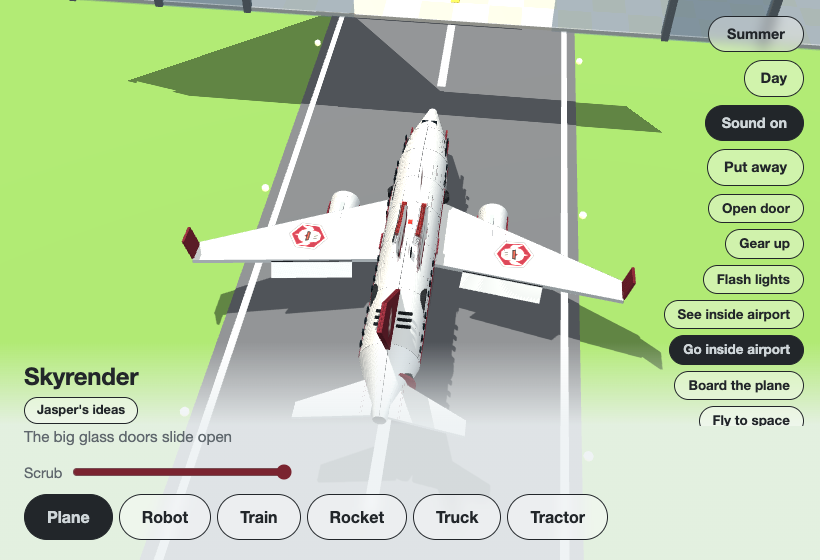 Summer
Day
Sound on
Put away
Open door
Gear up
Flash lights
See inside airport
Go inside airport
Board the plane
Fly to space
Skyrender
Jasper's ideas
The big glass doors slide open
Scrub
Plane
Robot
Train
Rocket
Truck
Tractor